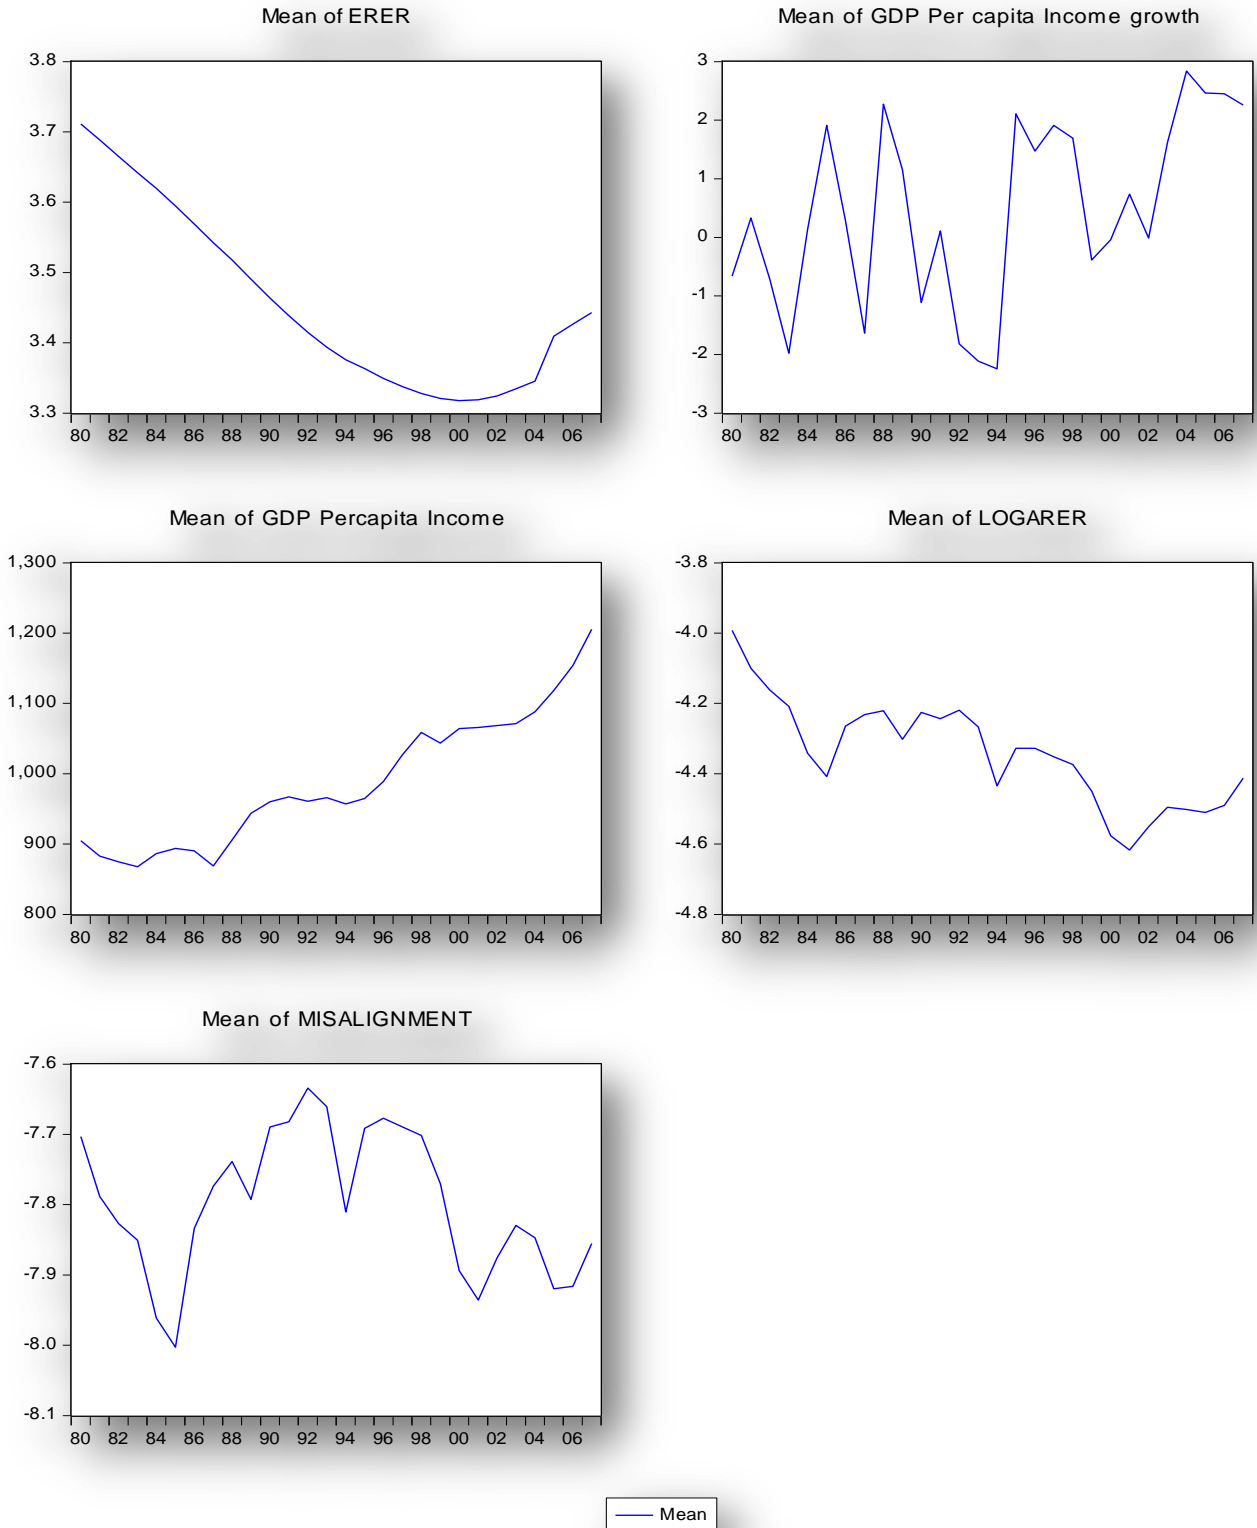 Mean of ERER
3.8
3.7
3.6
3.5
3.4
3.3
80 82 84 86 88 90 92 94 96 98 00 02 04 06
Mean of GDP Per capita Income growth
3
2
1
0
-1
-2
-3
80 82 84 86 88 90 92 94 96 98 00 02 04 06
Mean of GDP Percapita Income
1,300
1,200
1,100
1,000
900
800
80 82 84 86 88 90 92 94 96 98 00 02 04 06
Mean of LOGARER
-3.8
-4.0
-4.2
-4.4
-4.6
-4.8
80 82 84 86 88 90 92 94 96 98 00 02 04 06
Mean of MISALIGNMENT
-7.6
-7.7
-7.8
-7.9
-8.0
-8.1
80 82 84 86 88 90 92 94 96 98 00 02 04 06
Mean